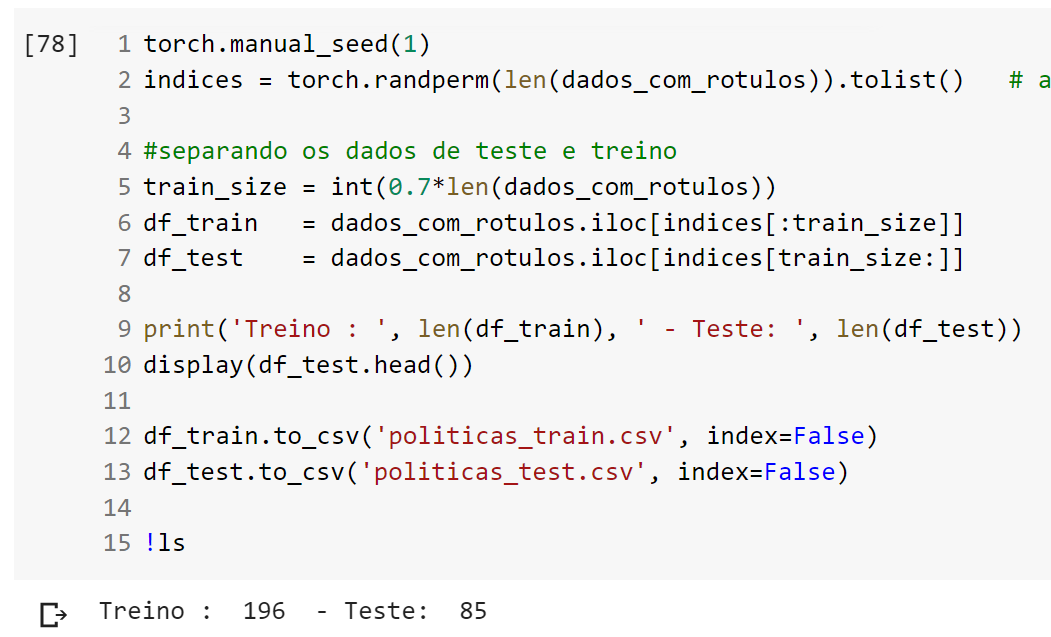 [78] 1 torch.manual_seed(1)
2 indices = torch.randperm(len(dados_com_rotulos)).tolist()   # a
3
4 #separando os dados de teste e treino
5 train_size = int(0.7*len(dados_com_rotulos))
6 df_train   = dados_com_rotulos.iloc[indices[:train_size]]
7 df_test    = dados_com_rotulos.iloc[indices[train_size:]]
8
9 print('Treino : ', len(df_train), ' - Teste: ', len(df_test))
10 display(df_test.head())
11
12 df_train.to_csv('politicas_train.csv', index=False)
13 df_test.to_csv('politicas_test.csv', index=False)
14
15 !ls
Treino :  196  - Teste:  85